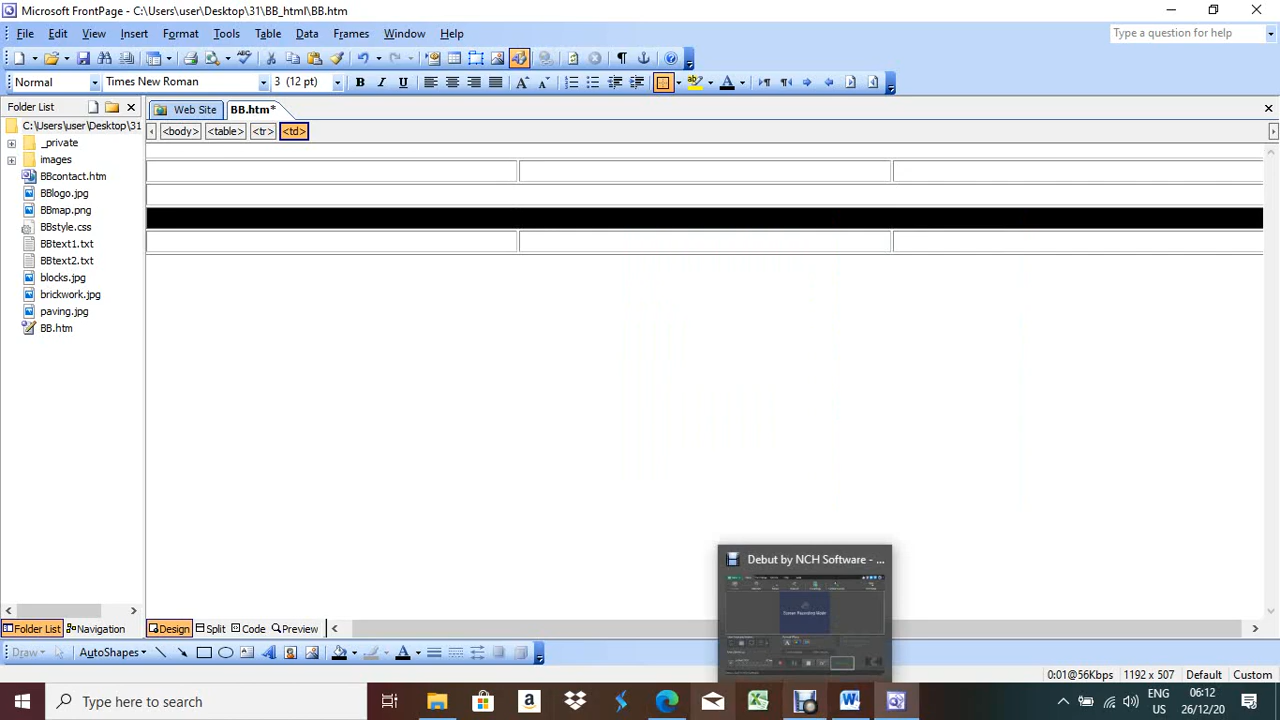 Microsoft FrontPage - C:\Users\user\Desktop\31\BB_html\BB.htm
File Edit View Insert Format Tools Table Data Frames Window Help
Type a question for help
Normal Times New Roman 3 (12 pt) B I U A A A
Folder List
Web Site BB.htm*
C:\Users\user\Desktop\31
<body> <table> <tr> <td>
_private
images
BBcontact.htm
BBlogo.jpg
BBmap.png
BBstyle.css
BBtext1.txt
BBtext2.txt
blocks.jpg
brickwork.jpg
paving.jpg
BB.htm
Debut by NCH Software - ...
Screen Recording Mode
Folder List Navigation Design Split Code Preview
Draw AutoShapes
0:01@56Kbps 1192 x 507 Default Custom
Type here to search
ENG
US
06:12
26/12/20